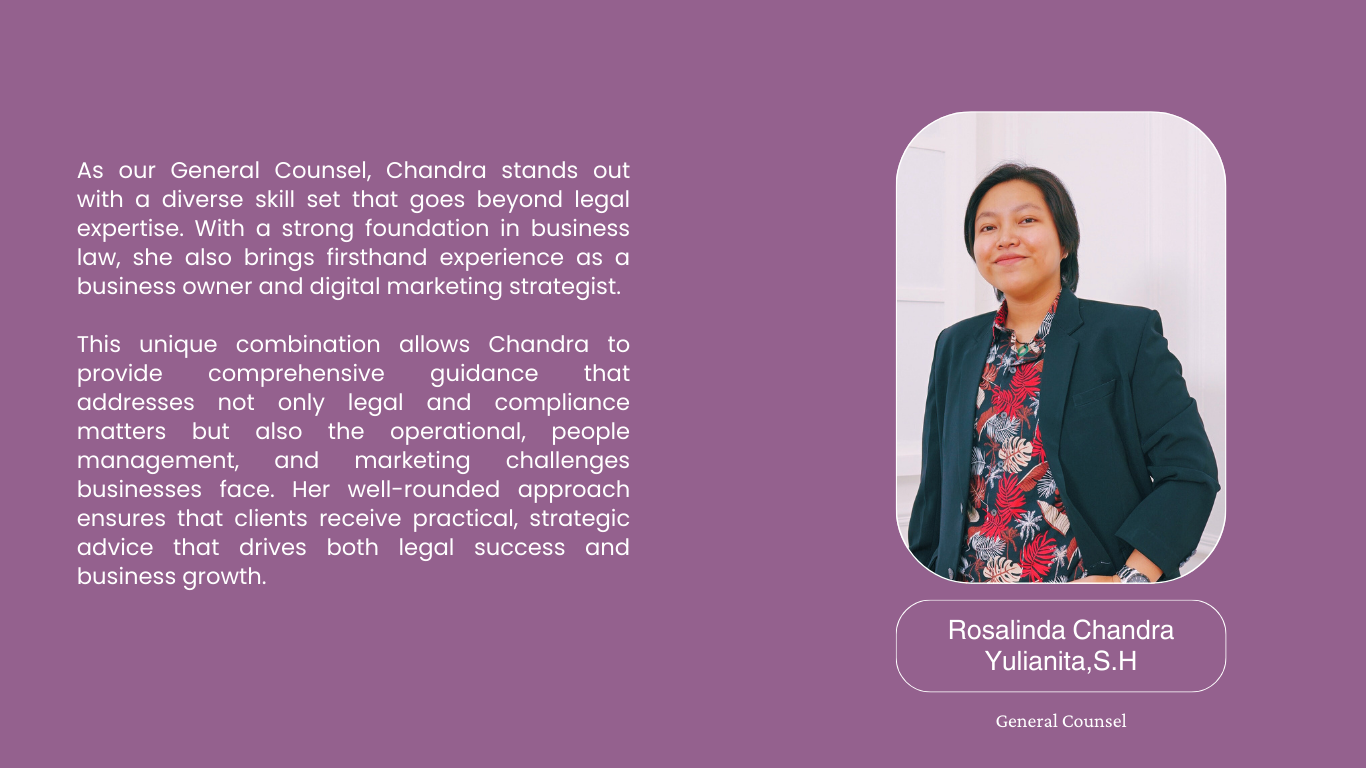 As our General Counsel, Chandra stands out
with a diverse skill set that goes beyond legal
expertise. With a strong foundation in business
law, she also brings firsthand experience as a
business owner and digital marketing strategist.
This unique combination allows Chandra to
provide comprehensive guidance that
addresses not only legal and compliance
matters but also the operational, people
management, and marketing challenges
businesses face. Her well-rounded approach
ensures that clients receive practical, strategic
advice that drives both legal success and
business growth.
Rosalinda Chandra
Yulianita,S.H
General Counsel